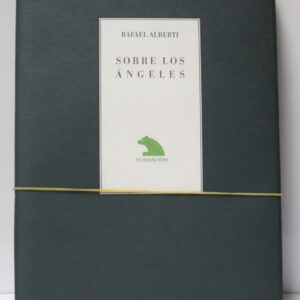 RAFAEL ALBERTI
SOBRE LOS
ÁNGELES
FUNDACIÓN